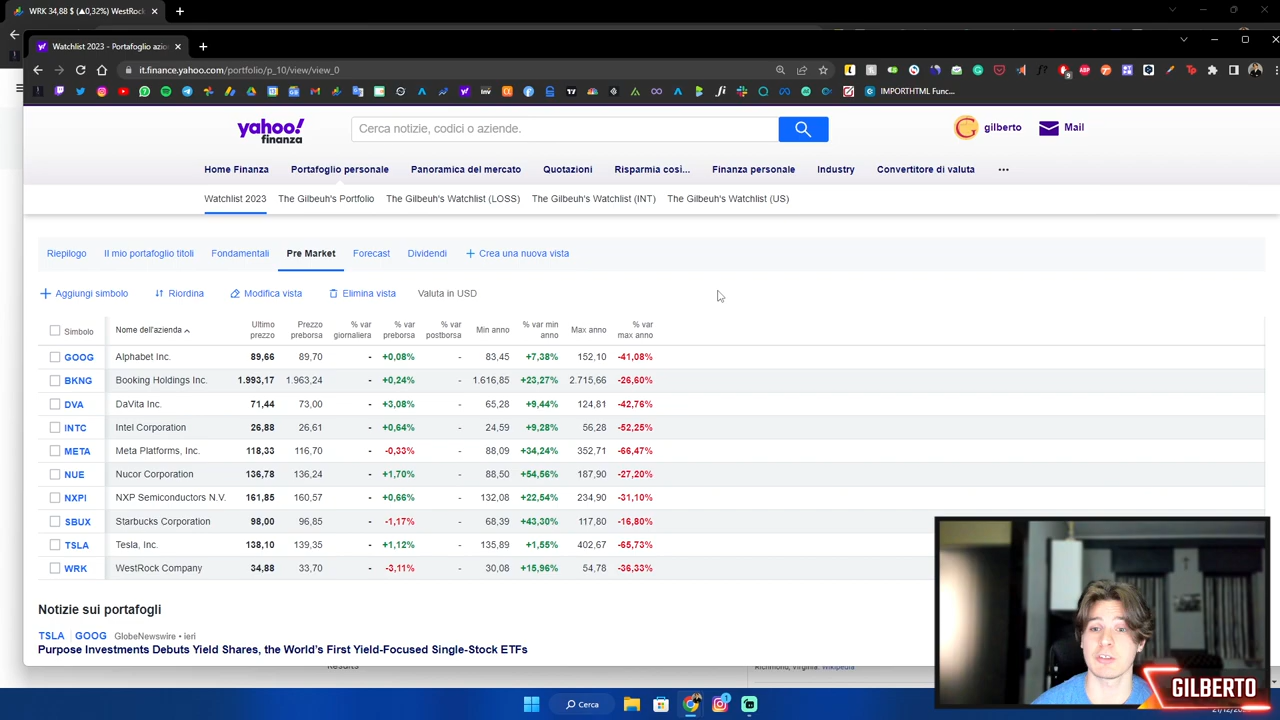 WRK 34,88 $ (▲0,32%) WestRock
Watchlist 2023 - Portafoglio azio
it.finance.yahoo.com/portfolio/p_10/view/view_0
IMPORTHTML Func...
yahoo! finanza
Cerca notizie, codici o aziende.
gilberto Mail
Home Finanza Portafoglio personale Panoramica del mercato Quotazioni Risparmia così... Finanza personale Industry Convertitore di valuta ...
Watchlist 2023 The Gilbeuh's Portfolio The Gilbeuh's Watchlist (LOSS) The Gilbeuh's Watchlist (INT) The Gilbeuh's Watchlist (US)
Riepilogo Il mio portafoglio titoli Fondamentali Pre Market Forecast Dividendi + Crea una nuova vista
+ Aggiungi simbolo Riordina Modifica vista Elimina vista Valuta in USD
Simbolo Nome dell'azienda Ultimo prezzo Prezzo preborsa % var giornaliera % var preborsa % var postborsa Min anno % var min anno Max anno % var max anno
GOOG Alphabet Inc. 89,66 89,70 - +0,08% - 83,45 +7,38% 152,10 -41,08%
BKNG Booking Holdings Inc. 1.993,17 1.963,24 - +0,24% - 1.616,85 +23,27% 2.715,66 -26,60%
DVA DaVita Inc. 71,44 73,00 - +3,08% - 65,28 +9,44% 124,81 -42,76%
INTC Intel Corporation 26,88 26,61 - +0,64% - 24,59 +9,28% 56,28 -52,25%
META Meta Platforms, Inc. 118,33 116,70 - -0,33% - 88,09 +34,24% 352,71 -66,47%
NUE Nucor Corporation 136,78 136,24 - +1,70% - 88,50 +54,56% 187,90 -27,20%
NXPI NXP Semiconductors N.V. 161,85 160,57 - +0,66% - 132,08 +22,54% 234,90 -31,10%
SBUX Starbucks Corporation 98,00 96,85 - -1,17% - 68,39 +43,30% 117,80 -16,80%
TSLA Tesla, Inc. 138,10 139,35 - +1,12% - 135,89 +1,55% 402,67 -65,73%
WRK WestRock Company 34,88 33,70 - -3,11% - 30,08 +15,96% 54,78 -36,33%
Notizie sui portafogli
TSLA GOOG GlobeNewswire • ieri
Purpose Investments Debuts Yield Shares, the World's First Yield-Focused Single-Stock ETFs
Richmond, Virginia. Wikipedia
GILBERTO
Cerca